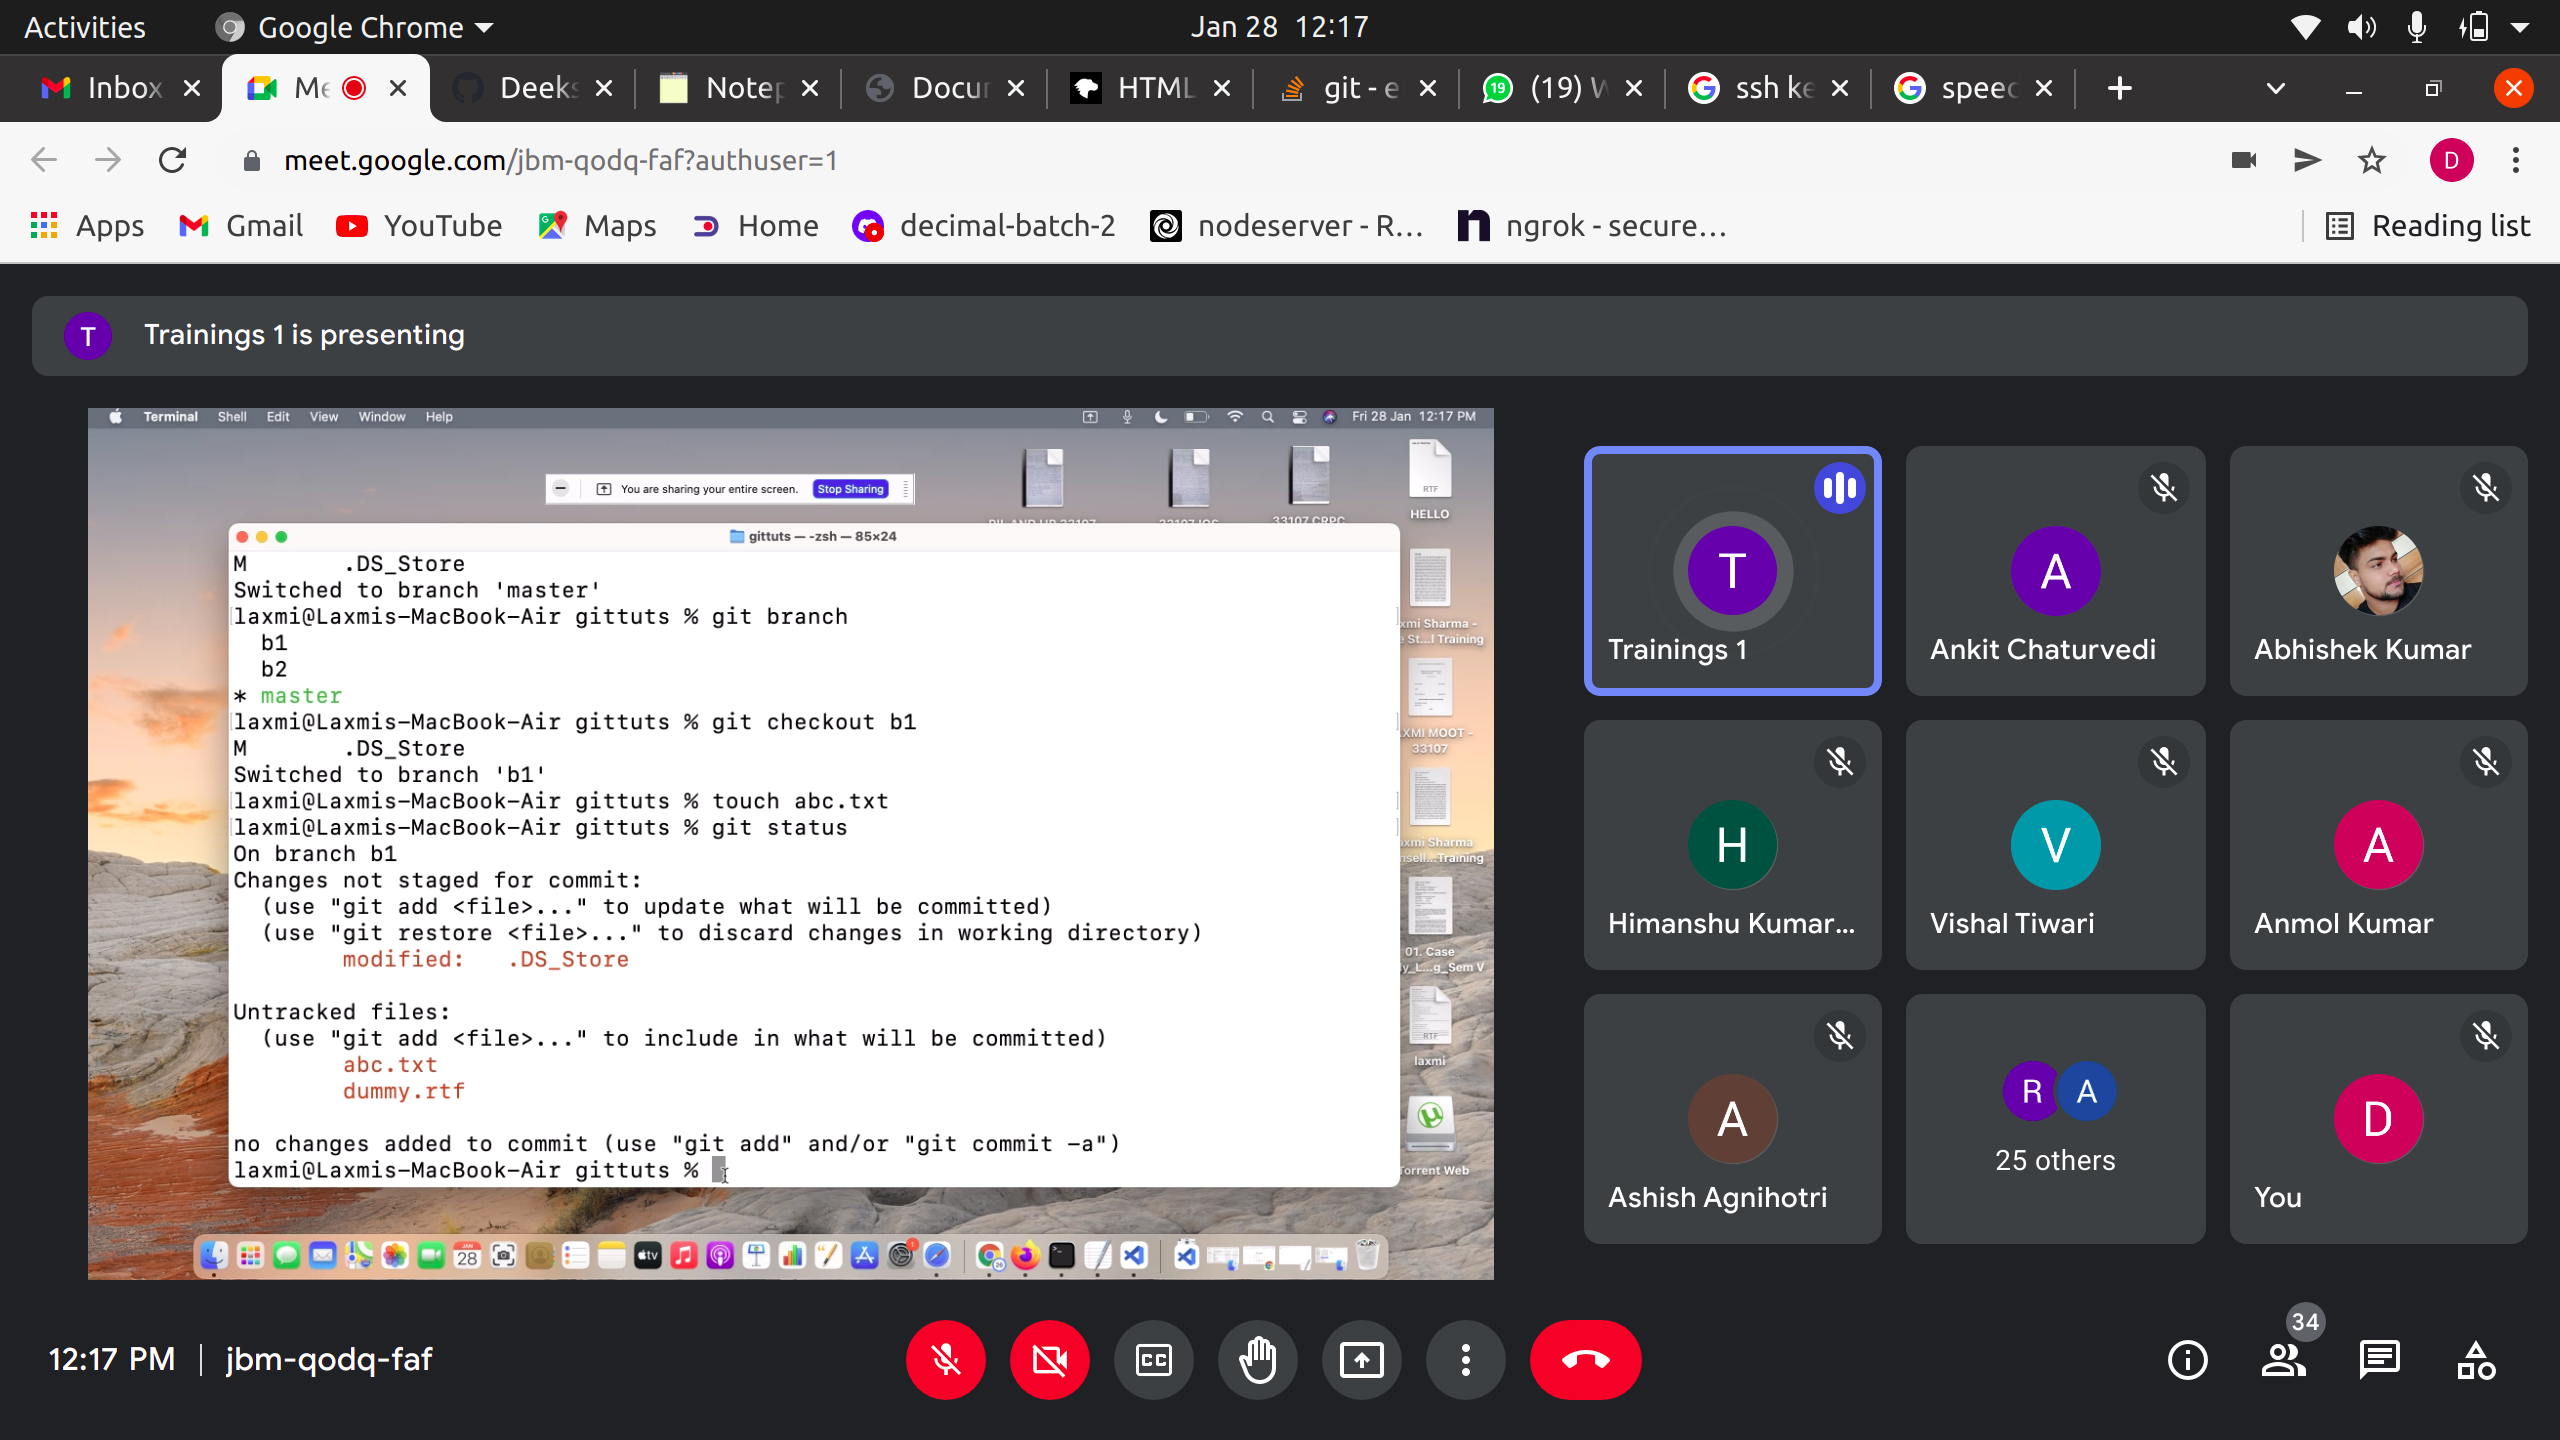 Activities
Google Chrome
Jan 28 12:17
Inbox
Me
Deeks
Notep
Docur
HTML
git - e
(19) W
ssh ke
speec
meet.google.com/jbm-qodq-faf?authuser=1
D
Apps
Gmail
YouTube
Maps
Home
decimal-batch-2
nodeserver - R...
ngrok - secure...
Reading list
T
Trainings 1 is presenting
Terminal Shell Edit View Window Help
Fri 28 Jan 12:17 PM
You are sharing your entire screen.
Stop Sharing
33107 CRPC
RTF
HELLO
gittuts — -zsh — 85×24
M .DS_Store
Switched to branch 'master'
laxmi@Laxmis-MacBook-Air gittuts % git branch
b1
b2
* master
laxmi@Laxmis-MacBook-Air gittuts % git checkout b1
M .DS_Store
Switched to branch 'b1'
laxmi@Laxmis-MacBook-Air gittuts % touch abc.txt
laxmi@Laxmis-MacBook-Air gittuts % git status
On branch b1
Changes not staged for commit:
(use "git add <file>..." to update what will be committed)
(use "git restore <file>..." to discard changes in working directory)
modified: .DS_Store
Untracked files:
(use "git add <file>..." to include in what will be committed)
abc.txt
dummy.rtf
no changes added to commit (use "git add" and/or "git commit -a")
laxmi@Laxmis-MacBook-Air gittuts %
xmi Sharma -
e St...l Training
XMI MOOT -
33107
xmi Sharma
nsell...Training
01. Case
y_L...g_Sem V
RTF
laxmi
Torrent Web
JAN
28
tv
T
Trainings 1
A
Ankit Chaturvedi
Abhishek Kumar
H
Himanshu Kumar...
V
Vishal Tiwari
A
Anmol Kumar
A
Ashish Agnihotri
R
A
25 others
D
You
12:17 PM | jbm-qodq-faf
CC
34